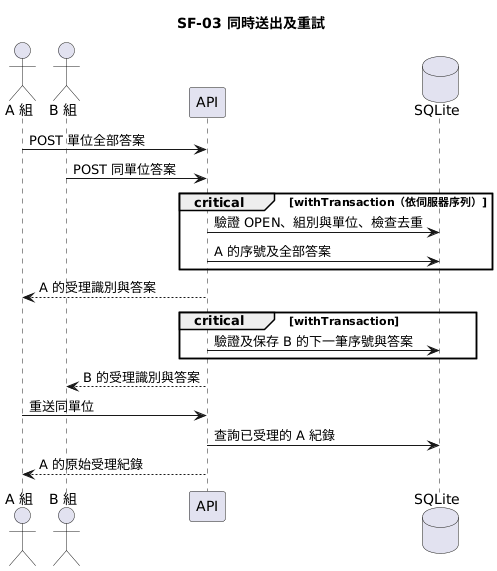 SF-03 同時送出及重試
A 組
B 組
API
SQLite
POST 單位全部答案
POST 同單位答案
critical
[withTransaction（依伺服器序列）]
驗證 OPEN、組別與單位、檢查去重
A 的序號及全部答案
A 的受理識別與答案
critical
[withTransaction]
驗證及保存 B 的下一筆序號與答案
B 的受理識別與答案
重送同單位
查詢已受理的 A 紀錄
A 的原始受理紀錄
A 組
B 組
API
SQLite